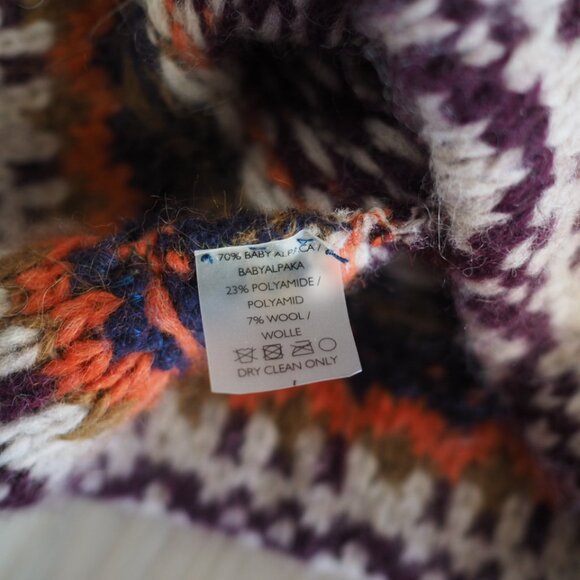 70% BABY ALPACA /
BABYALPAKA
23% POLYAMIDE /
POLYAMID
7% WOOL /
WOLLE
DRY CLEAN ONLY